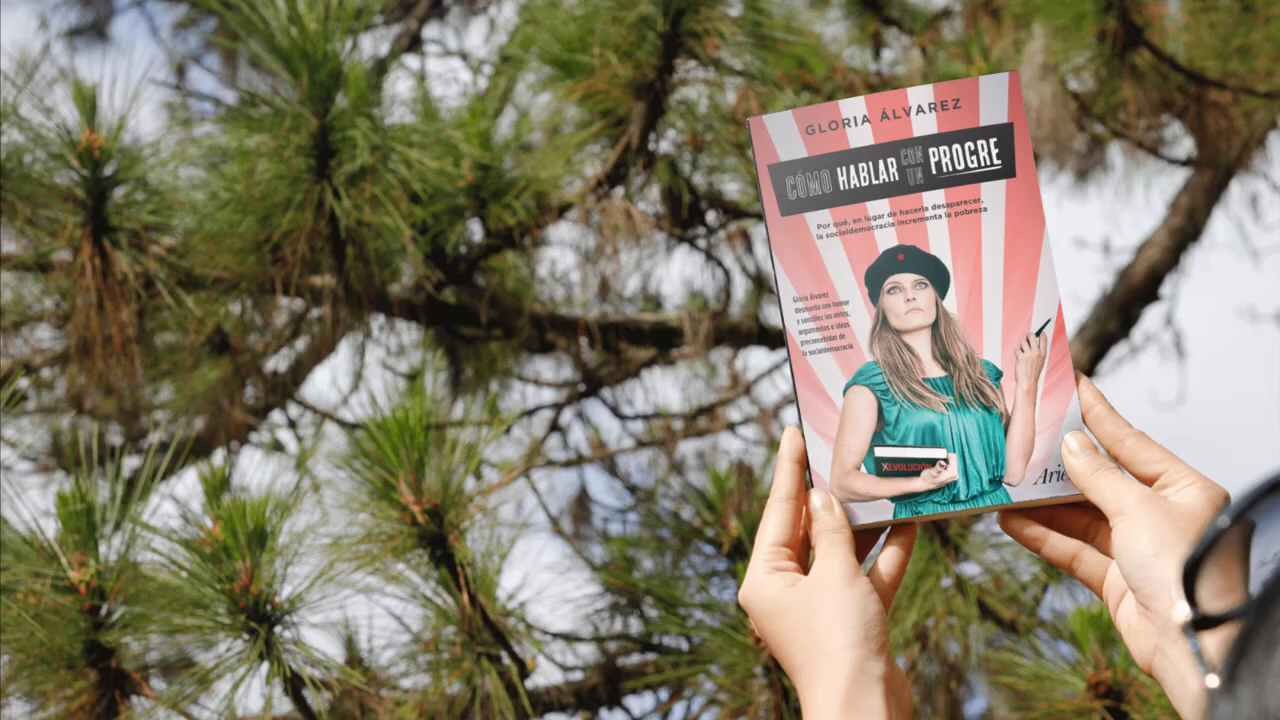 GLORIA ÁLVAREZ
CÓMO HABLAR CON UN PROGRE
Por qué, en lugar de hacerla desaparecer,
la socialdemocracia incrementa la pobreza
Gloria Álvarez
desmonta con humor
y sencillez los mitos,
argumentos e ideas
preconcebidas de
la socialdemocracia
REVOLUCIÓN